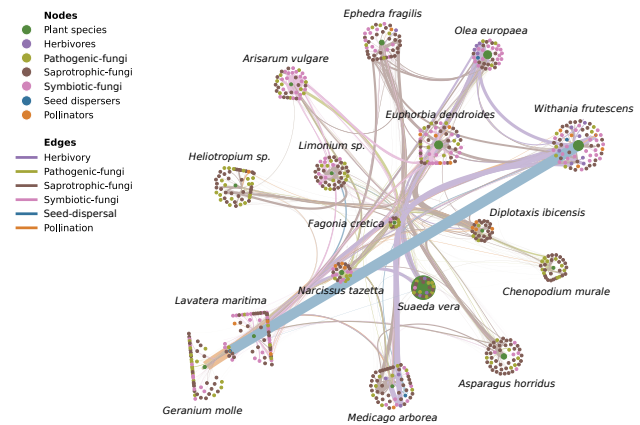 Nodes
Plant species
Herbivores
Pathogenic-fungi
Saprotrophic-fungi
Symbiotic-fungi
Seed dispersers
Pollinators
Edges
Herbivory
Pathogenic-fungi
Saprotrophic-fungi
Symbiotic-fungi
Seed-dispersal
Pollination
Ephedra fragilis
Olea europaea
Arisarum vulgare
Withania frutescens
Euphorbia dendroides
Limonium sp.
Heliotropium sp.
Diplotaxis ibicensis
Fagonia cretica
Narcissus tazetta
Chenopodium murale
Lavatera maritima
Suaeda vera
Asparagus horridus
Geranium molle
Medicago arborea